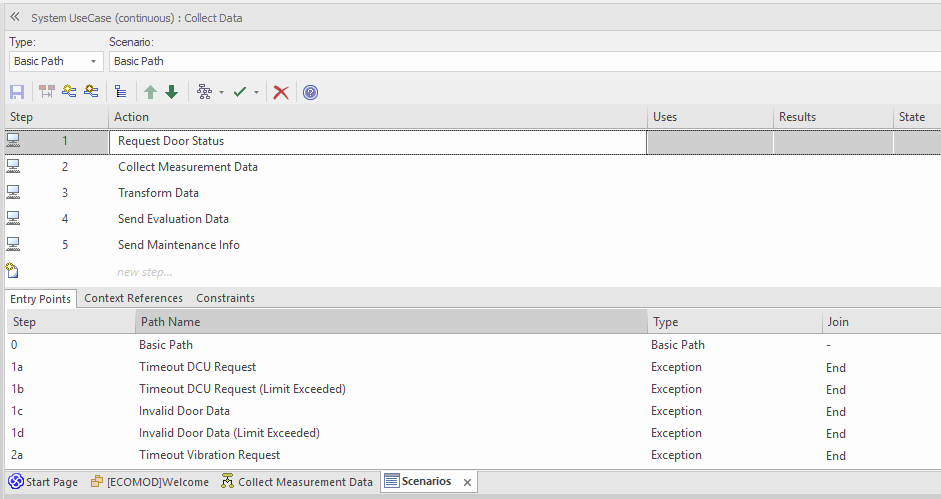 System UseCase (continuous) : Collect Data
Type: Scenario:
Basic Path Basic Path
Step Action Uses Results State
1 Request Door Status
2 Collect Measurement Data
3 Transform Data
4 Send Evaluation Data
5 Send Maintenance Info
new step...
Entry Points Context References Constraints
Step Path Name Type Join
0 Basic Path Basic Path -
1a Timeout DCU Request Exception End
1b Timeout DCU Request (Limit Exceeded) Exception End
1c Invalid Door Data Exception End
1d Invalid Door Data (Limit Exceeded) Exception End
2a Timeout Vibration Request Exception End
Start Page [ECOMOD]Welcome Collect Measurement Data Scenarios